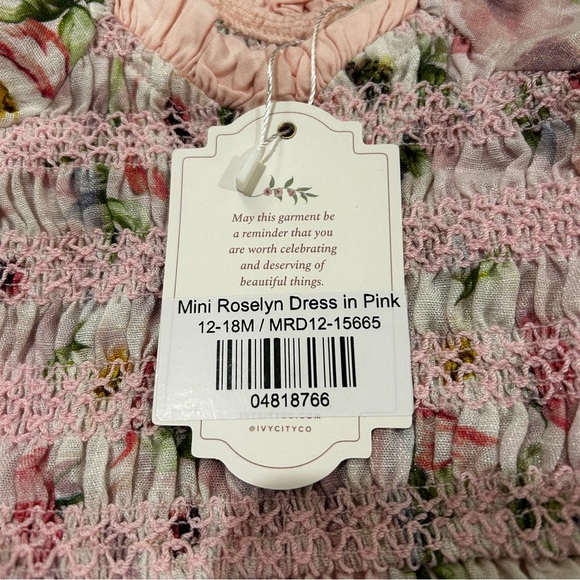 May this garment be
a reminder that you
are worth celebrating
and deserving of
beautiful things.
Mini Roselyn Dress in Pink
12-18M / MRD12-15665
04818766
@IVYCITYCO